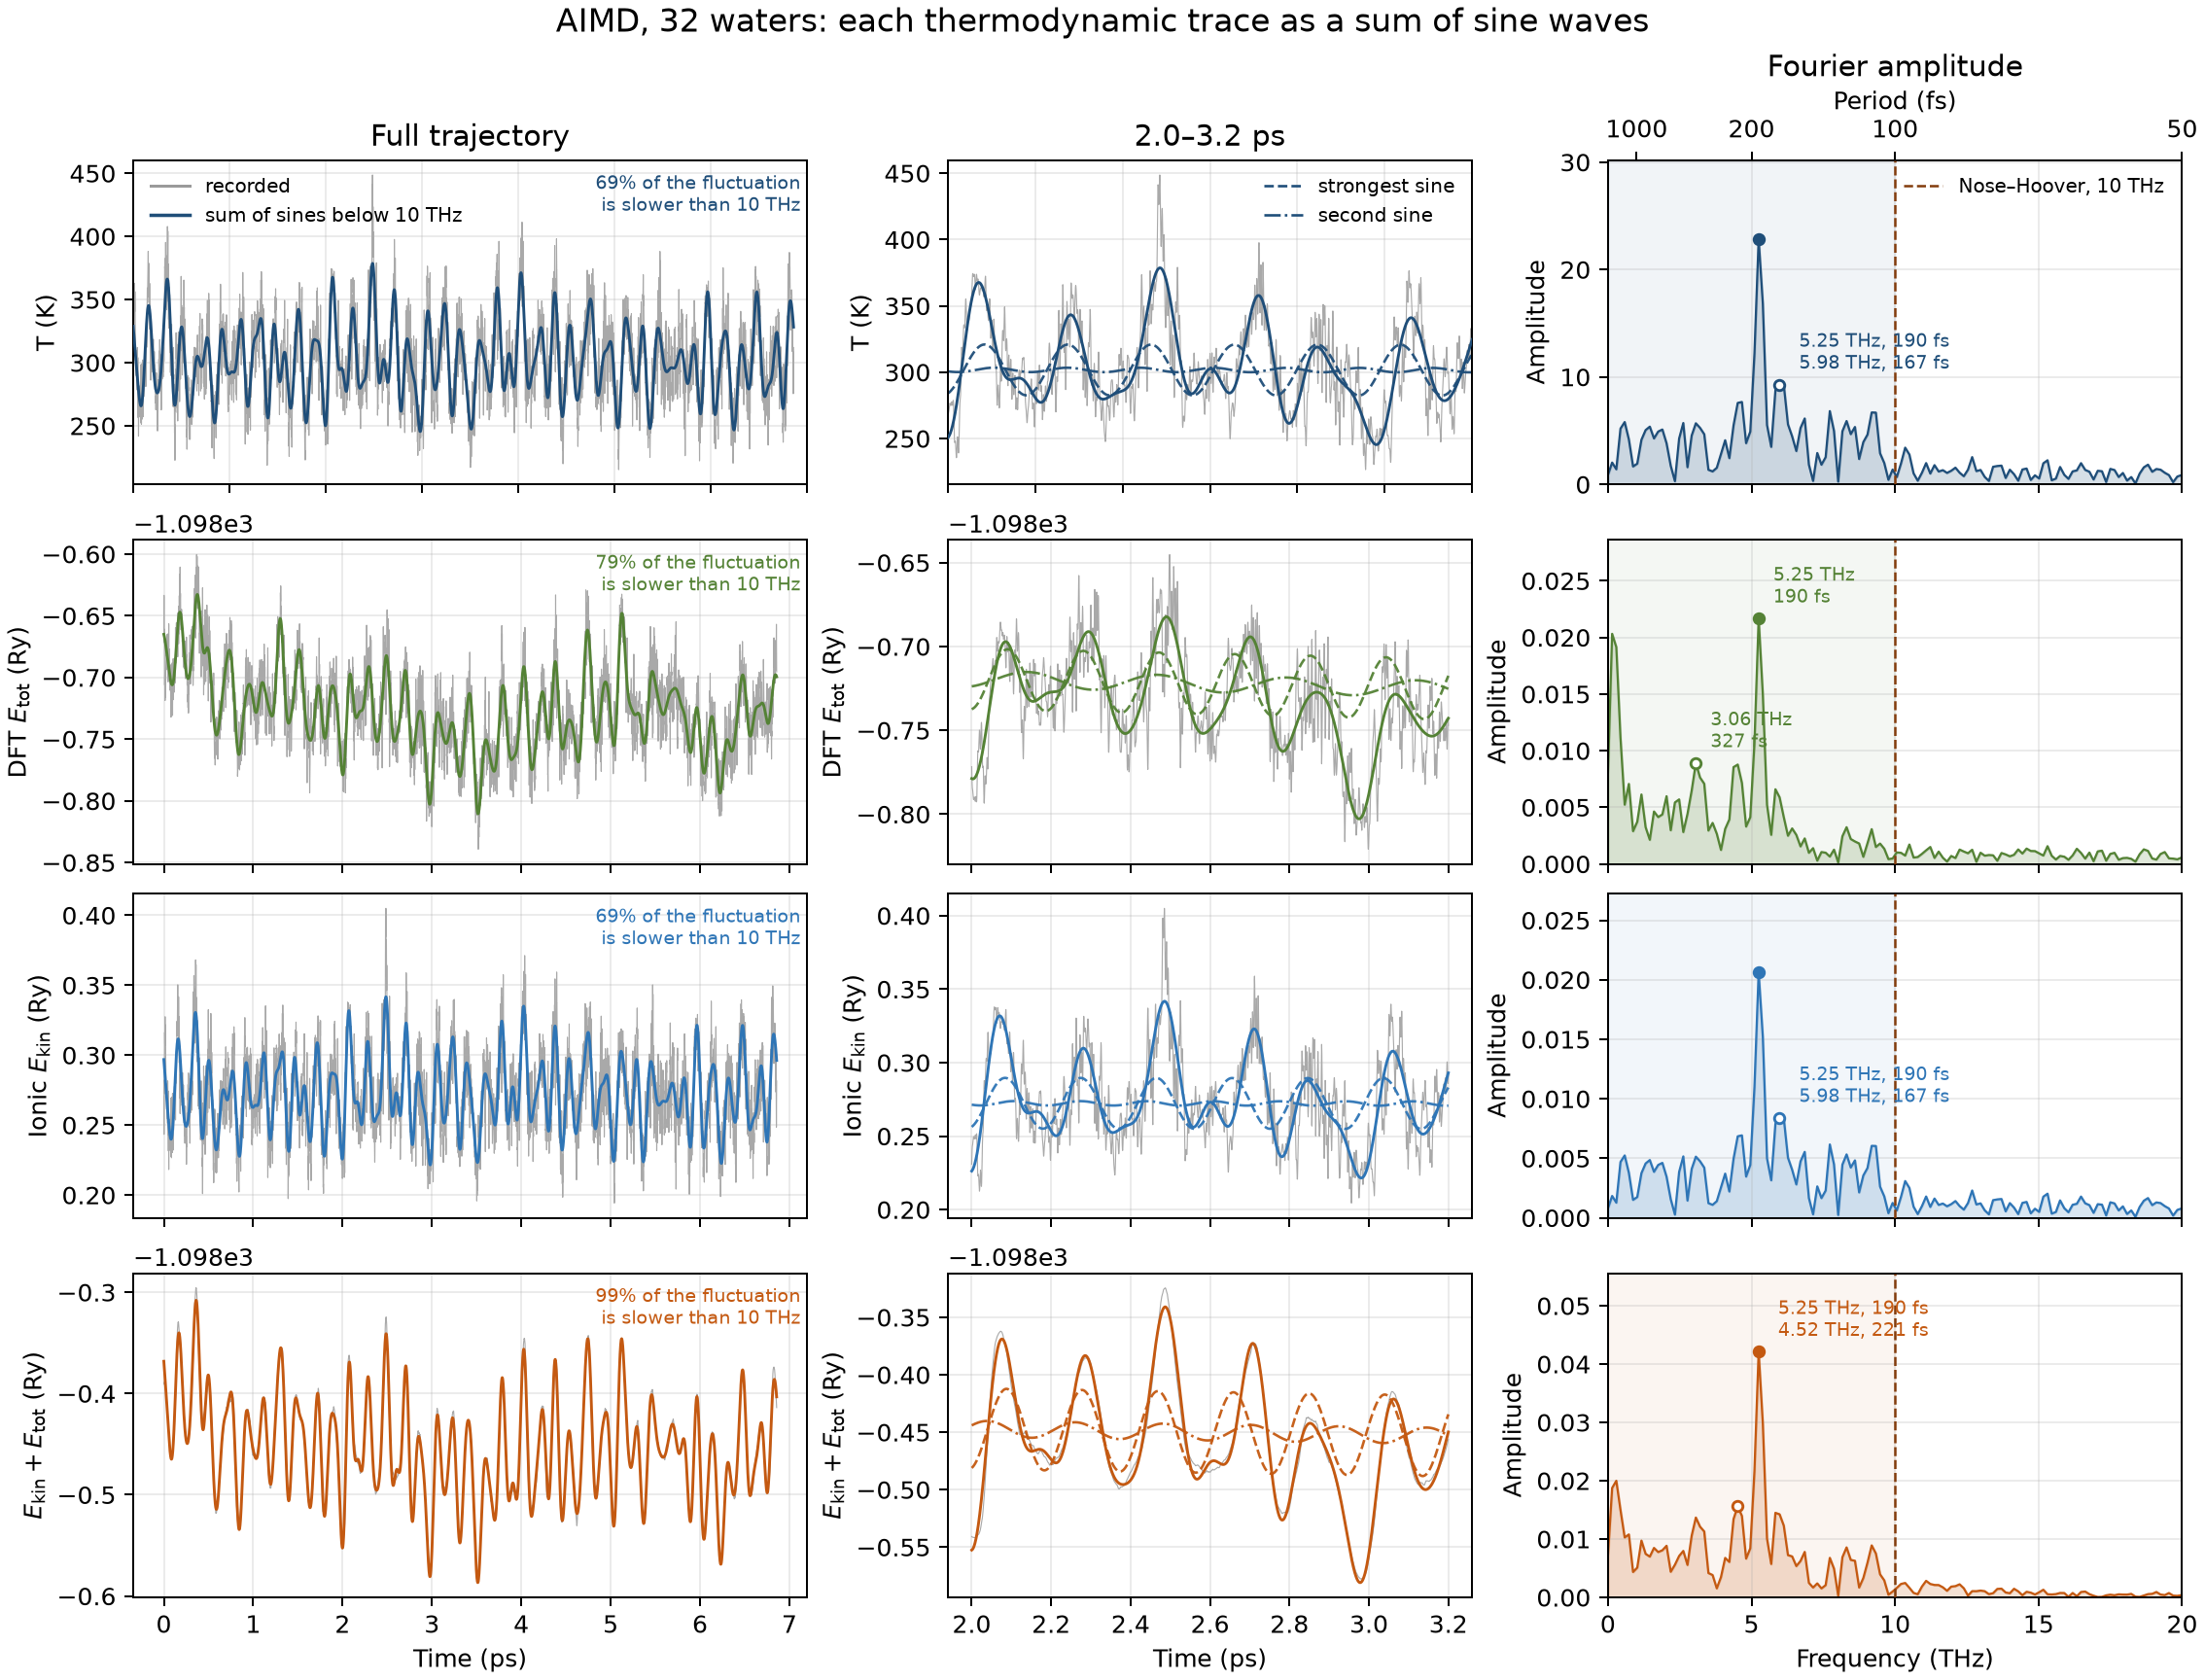 AIMD, 32 waters: each thermodynamic trace as a sum of sine waves
Fourier amplitude
Period (fs)
1000 200 100 50
Full trajectory
2.0–3.2 ps
450
400
350
300
250
T (K)
recorded
sum of sines below 10 THz
69% of the fluctuation
is slower than 10 THz
450
400
350
300
250
T (K)
strongest sine
second sine
30
20
10
0
Amplitude
Nose–Hoover, 10 THz
5.25 THz, 190 fs
5.98 THz, 167 fs
−1.098e3
−0.60
−0.65
−0.70
−0.75
−0.80
−0.85
DFT Etot (Ry)
79% of the fluctuation
is slower than 10 THz
−1.098e3
−0.65
−0.70
−0.75
−0.80
DFT Etot (Ry)
0.025
0.020
0.015
0.010
0.005
0.000
Amplitude
5.25 THz
190 fs
3.06 THz
327 fs
0.40
0.35
0.30
0.25
0.20
Ionic Ekin (Ry)
69% of the fluctuation
is slower than 10 THz
0.40
0.35
0.30
0.25
0.20
Ionic Ekin (Ry)
0.025
0.020
0.015
0.010
0.005
0.000
Amplitude
5.25 THz, 190 fs
5.98 THz, 167 fs
−1.098e3
−0.3
−0.4
−0.5
−0.6
Ekin + Etot (Ry)
99% of the fluctuation
is slower than 10 THz
0 1 2 3 4 5 6 7
Time (ps)
−1.098e3
−0.35
−0.40
−0.45
−0.50
−0.55
Ekin + Etot (Ry)
2.0 2.2 2.4 2.6 2.8 3.0 3.2
Time (ps)
0.05
0.04
0.03
0.02
0.01
0.00
Amplitude
5.25 THz, 190 fs
4.52 THz, 221 fs
0 5 10 15 20
Frequency (THz)